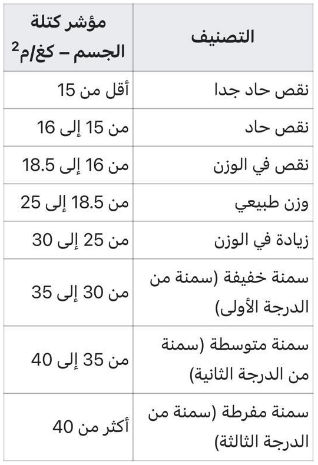 التصنيف
مؤشر كتلة
الجسم – كغ/م²
نقص حاد جدا
أقل من 15
نقص حاد
من 15 إلى 16
نقص في الوزن
من 16 إلى 18.5
وزن طبيعي
من 18.5 إلى 25
زيادة في الوزن
من 25 إلى 30
سمنة خفيفة (سمنة من
الدرجة الأولى)
من 30 إلى 35
سمنة متوسطة (سمنة
من الدرجة الثانية)
من 35 إلى 40
سمنة مفرطة (سمنة من
الدرجة الثالثة)
أكثر من 40